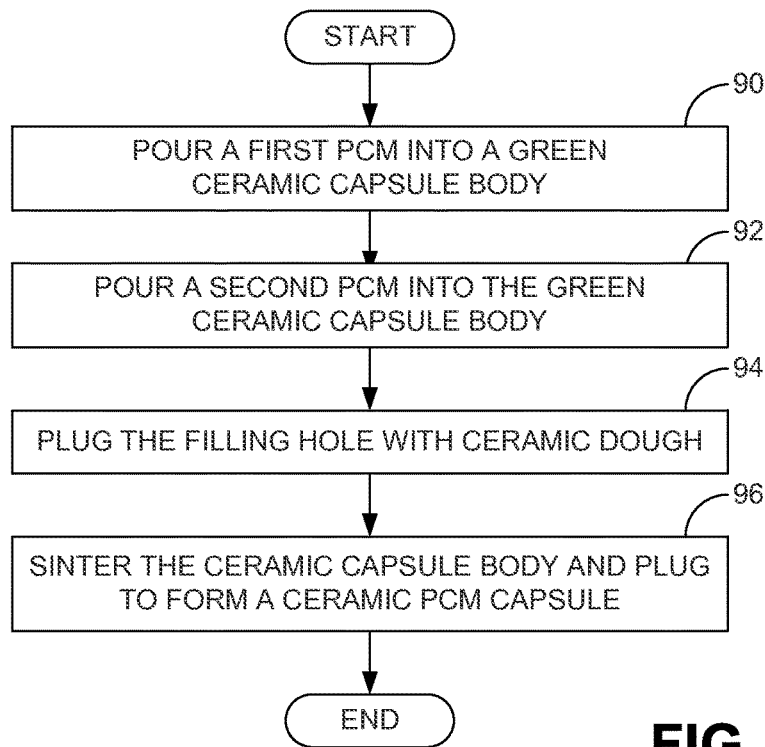 START
90
POUR A FIRST PCM INTO A GREEN
CERAMIC CAPSULE BODY
92
POUR A SECOND PCM INTO THE GREEN
CERAMIC CAPSULE BODY
94
PLUG THE FILLING HOLE WITH CERAMIC DOUGH
96
SINTER THE CERAMIC CAPSULE BODY AND PLUG
TO FORM A CERAMIC PCM CAPSULE
END
FIG